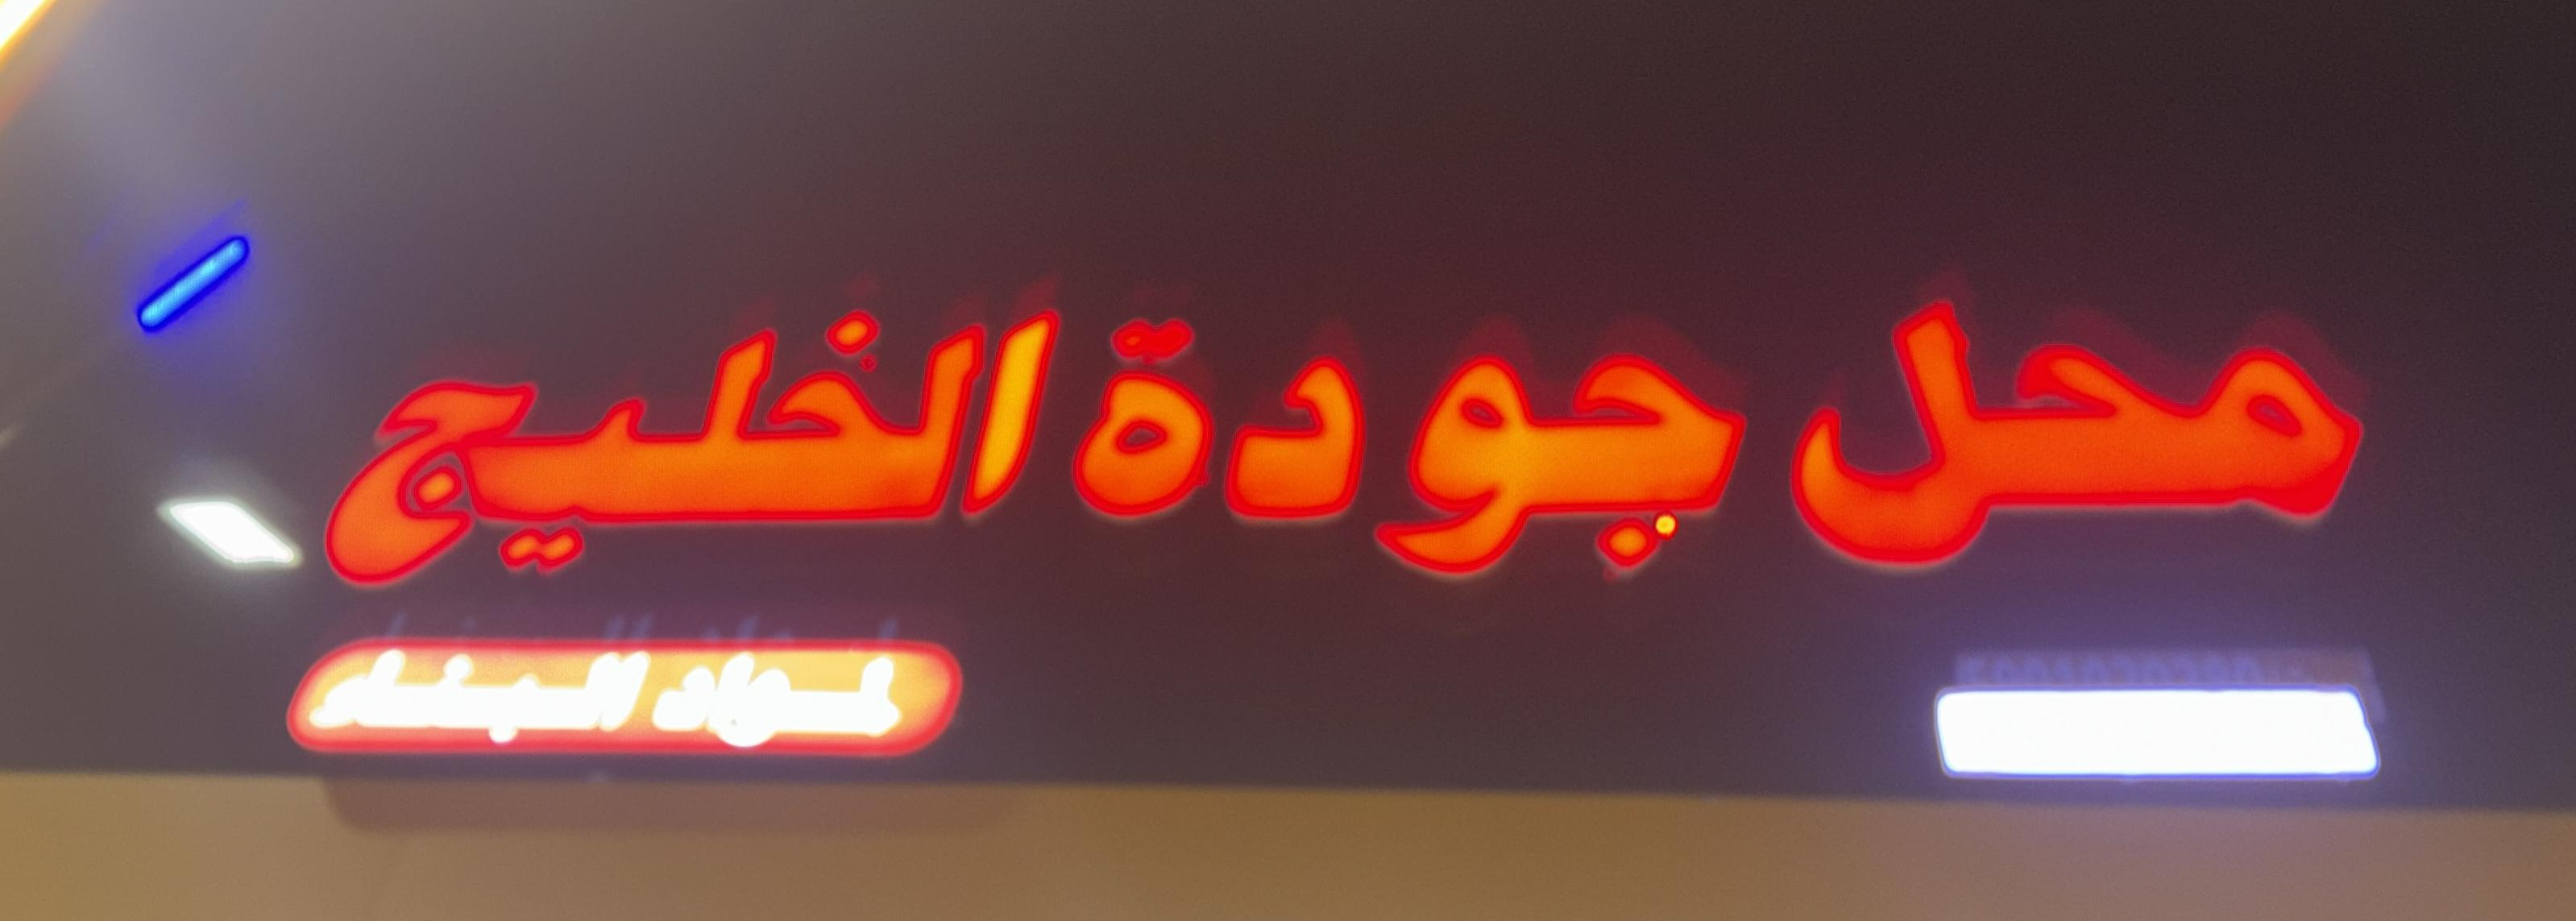 محل جودة الخليج
لمواد البناء